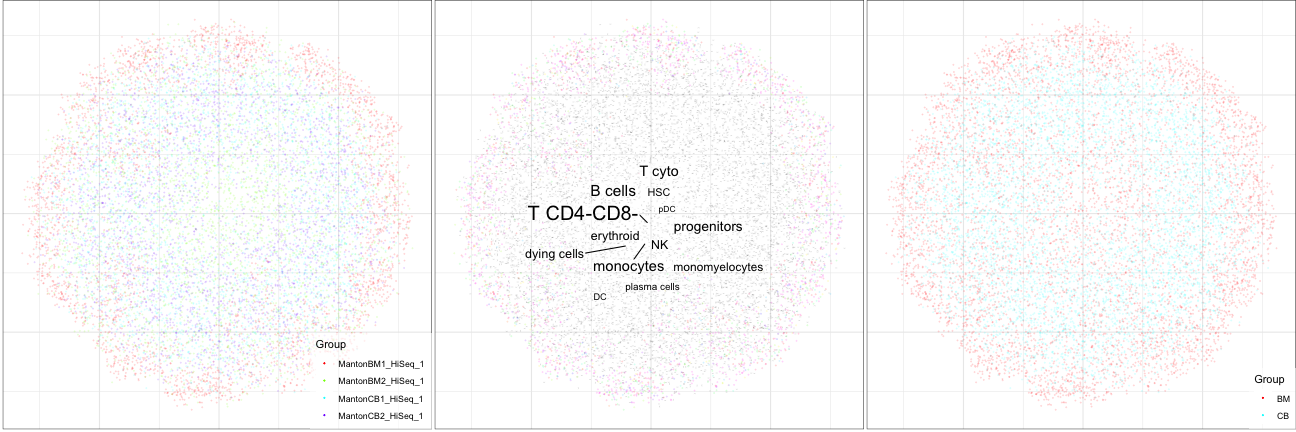 Group
MantonBM1_HiSeq_1
MantonBM2_HiSeq_1
MantonCB1_HiSeq_1
MantonCB2_HiSeq_1
T cyto
B cells
HSC
T CD4-CD8-
pDC
progenitors
erythroid
NK
dying cells
monocytes
monomyelocytes
plasma cells
DC
Group
BM
CB